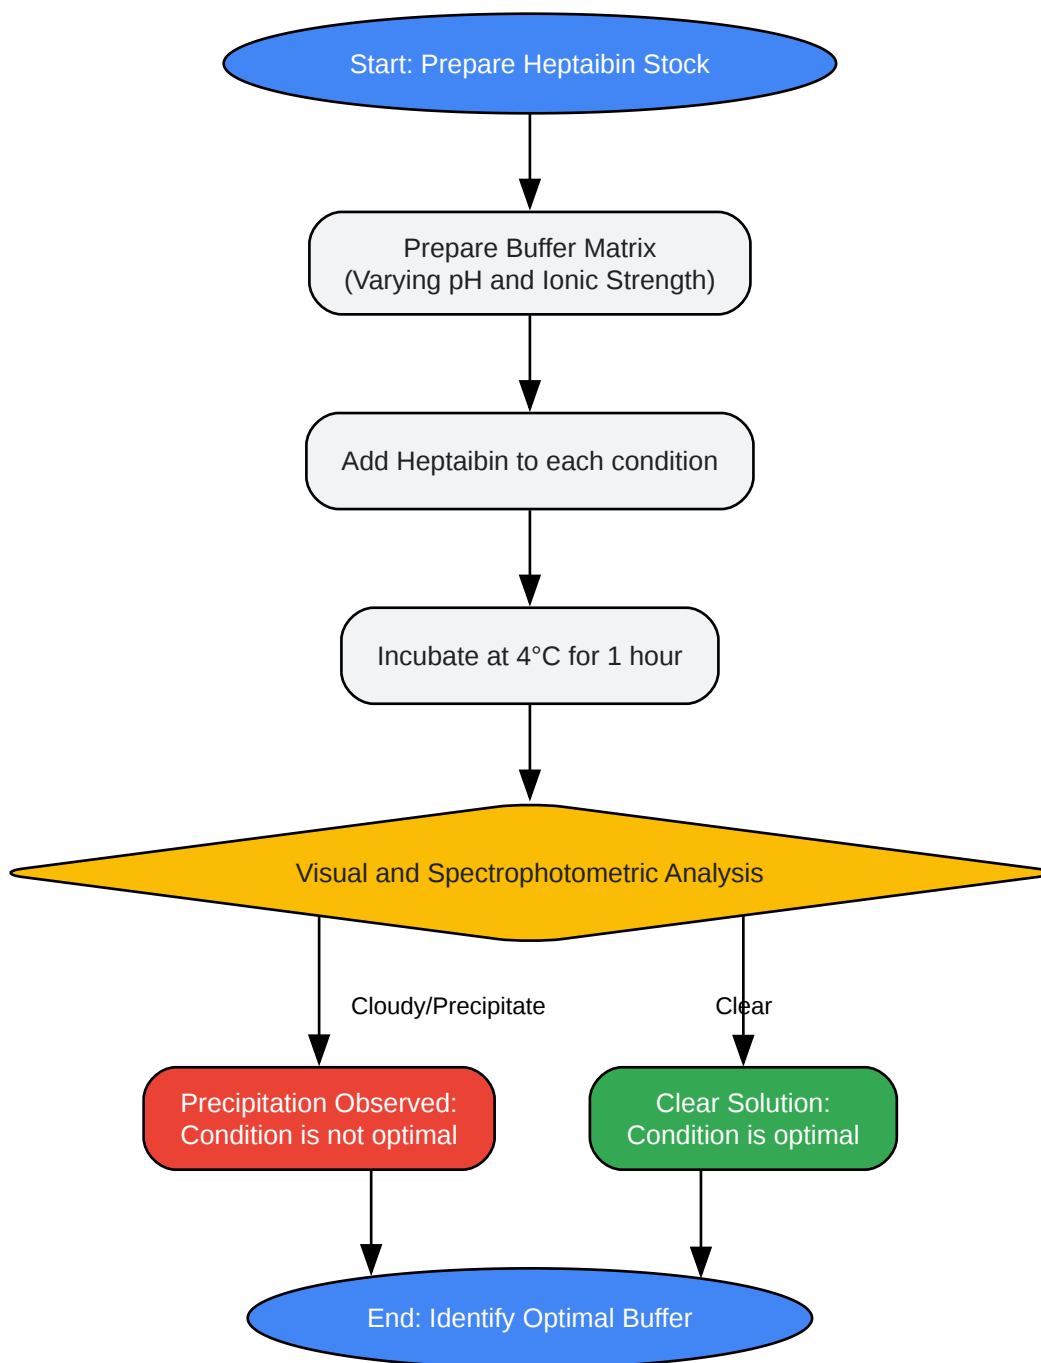 Start: Prepare Heptaibin Stock
Prepare Buffer Matrix
(Varying pH and Ionic Strength)
Add Heptaibin to each condition
Incubate at 4°C for 1 hour
Visual and Spectrophotometric Analysis
Cloudy/Precipitate
Clear
Precipitation Observed:
Condition is not optimal
Clear Solution:
Condition is optimal
End: Identify Optimal Buffer